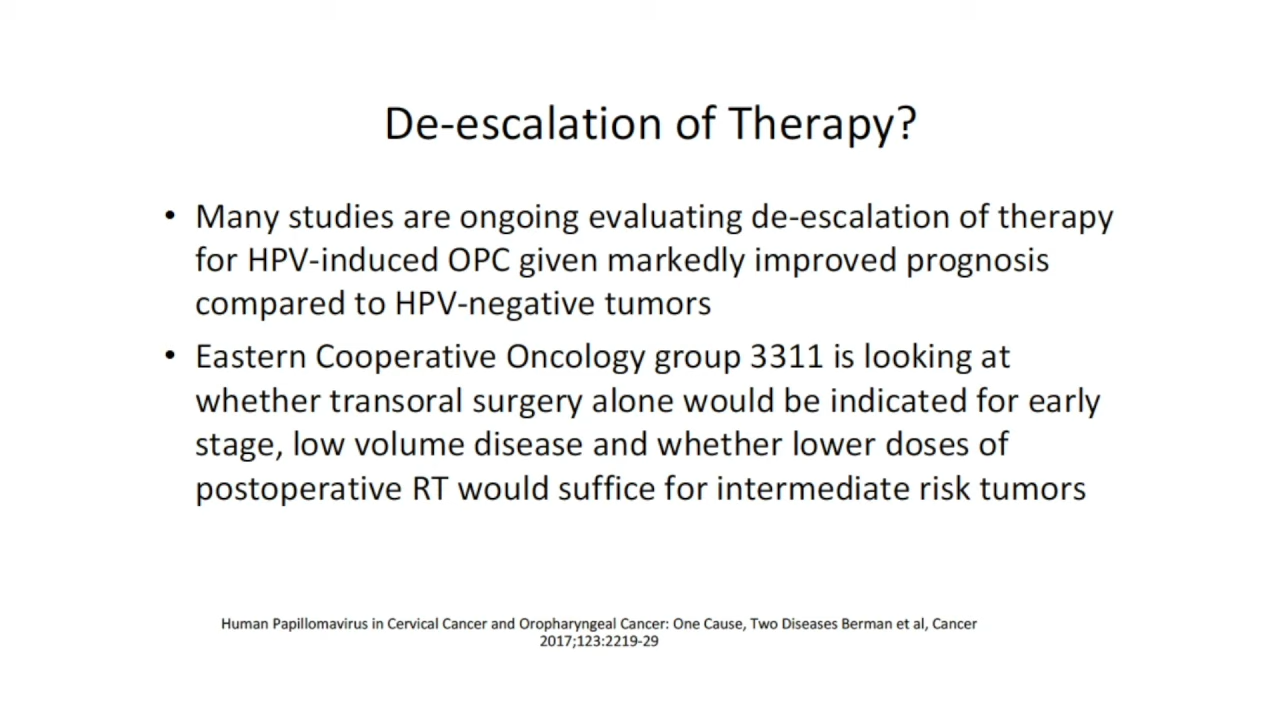 De-escalation of Therapy?
• Many studies are ongoing evaluating de-escalation of therapy
for HPV-induced OPC given markedly improved prognosis
compared to HPV-negative tumors
• Eastern Cooperative Oncology group 3311 is looking at
whether transoral surgery alone would be indicated for early
stage, low volume disease and whether lower doses of
postoperative RT would suffice for intermediate risk tumors
Human Papillomavirus in Cervical Cancer and Oropharyngeal Cancer: One Cause, Two Diseases Berman et al, Cancer
2017;123:2219-29